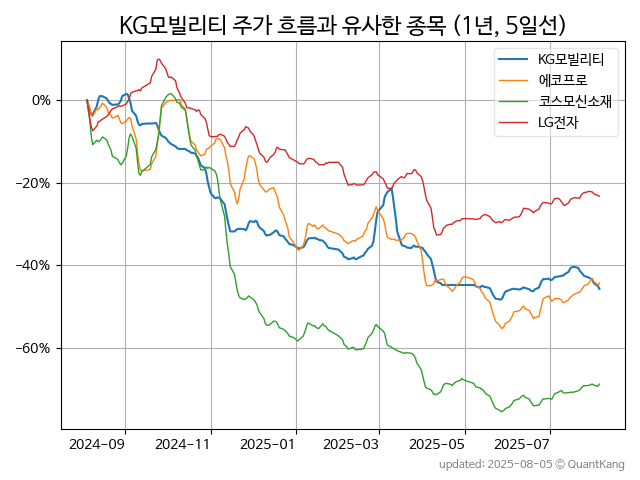 KG모빌리티 주가 흐름과 유사한 종목 (1년, 5일선)
KG모빌리티
에코프로
코스모신소재
LG전자
0%
−20%
−40%
−60%
2024−09
2024−11
2025−01
2025−03
2025−05
2025−07
updated: 2025-08-05 © QuantKang